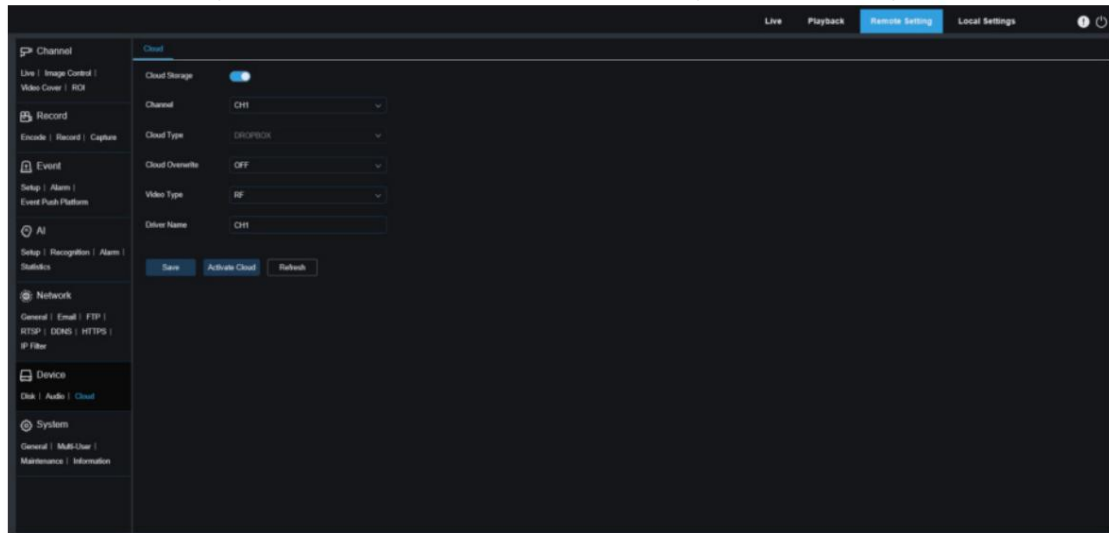 Live Playback Remote Setting Local Settings
Channel
Live | Image Control |
Video Cover | ROI
Record
Encode | Record | Capture
Event
Setup | Alarm |
Event Push Platform
AI
Setup | Recognition | Alarm |
Statistics
Network
General | Email | FTP |
RTSP | DDNS | HTTPS |
IP Filter
Device
Disk | Audio | Cloud
System
General | Multi-User |
Maintenance | Information
Cloud
Cloud Storage
Channel CH1
Cloud Type DROPBOX
Cloud Overwrite OFF
Video Type RF
Driver Name CH1
Save Activate Cloud Refresh